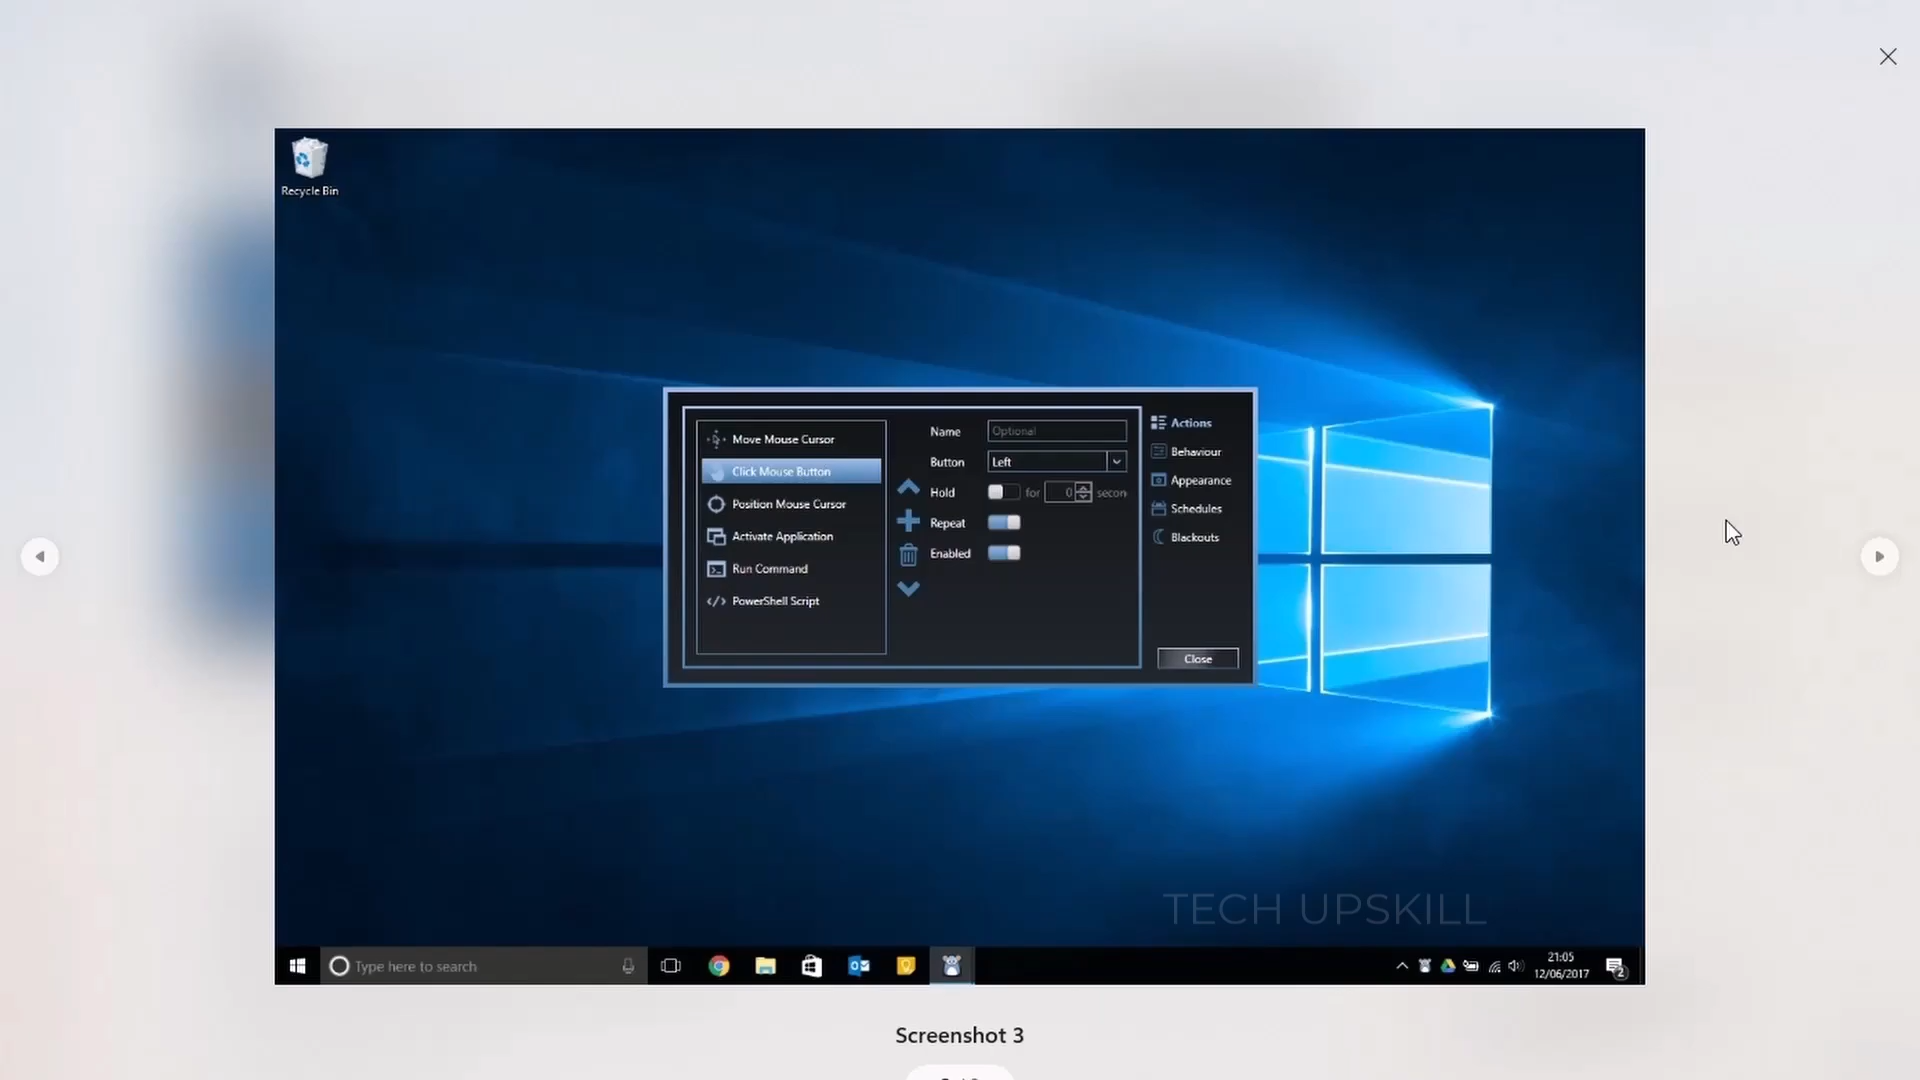 Recycle Bin
Move Mouse Cursor
Click Mouse Button
Position Mouse Cursor
Activate Application
Run Command
PowerShell Script
Name Optional
Button Left
Hold for 0 secon
Repeat
Enabled
Actions
Behaviour
Appearance
Schedules
Blackouts
Close
TECH UPSKILL
Type here to search
21:05
12/06/2017
2
Screenshot 3